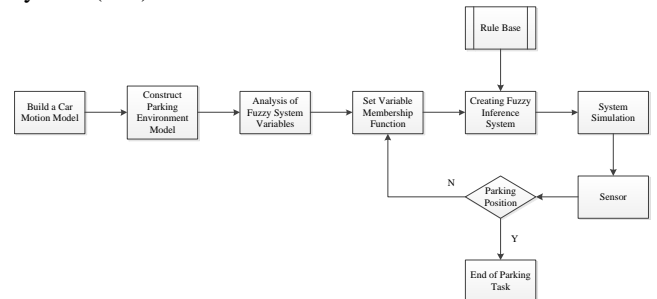 Rule Base
Build a Car
Motion Model
Construct
Parking
Environment
Model
Analysis of
Fuzzy System
Variables
Set Variable
Membership
Function
Creating Fuzzy
Inference
System
System
Simulation
Sensor
Parking
Position
N
Y
End of Parking
Task